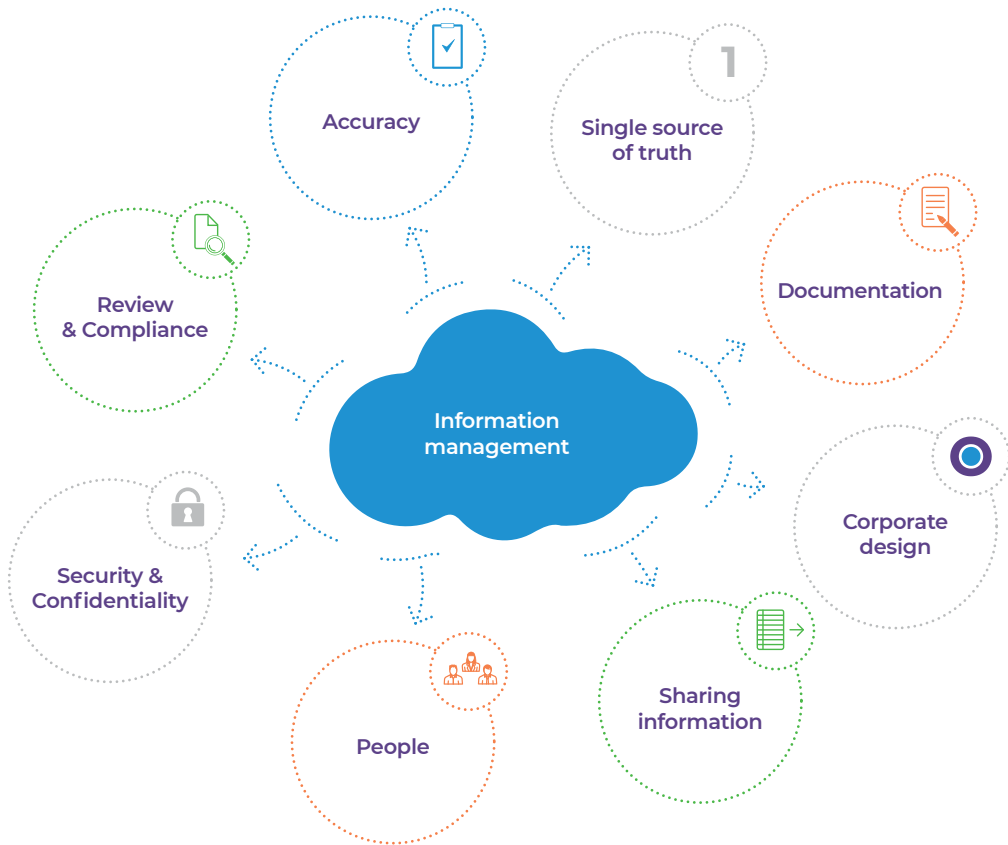 Accuracy
1
Single source
of truth
Documentation
Review
& Compliance
Information
management
Corporate
design
Security &
Confidentiality
Sharing
information
People